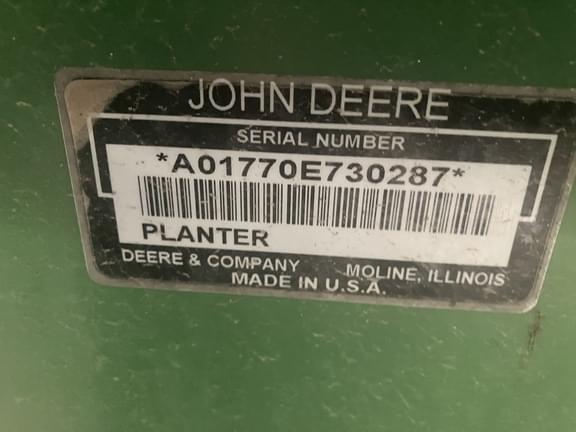 JOHN DEERE
SERIAL NUMBER
*A01770E730287*
PLANTER
DEERE & COMPANY MOLINE, ILLINOIS
MADE IN U.S.A.